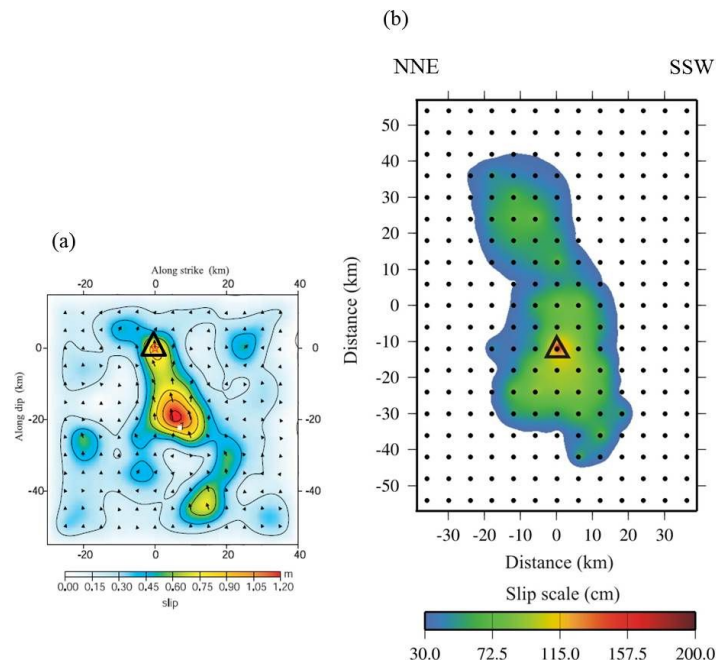 (b)
NNE SSW
(a)
Along strike (km)
-20 0 20 40
50
40
30
20
10
0
-10
-20
-30
-40
-50
Distance (km)
-30 -20 -10 0 10 20 30
Distance (km)
0
-20
-40
Along dip (km)
0
-20
-40
-20 0 20 40
m
0.00 0.15 0.30 0.45 0.60 0.75 0.90 1.05 1.20
slip
Slip scale (cm)
30.0 72.5 115.0 157.5 200.0